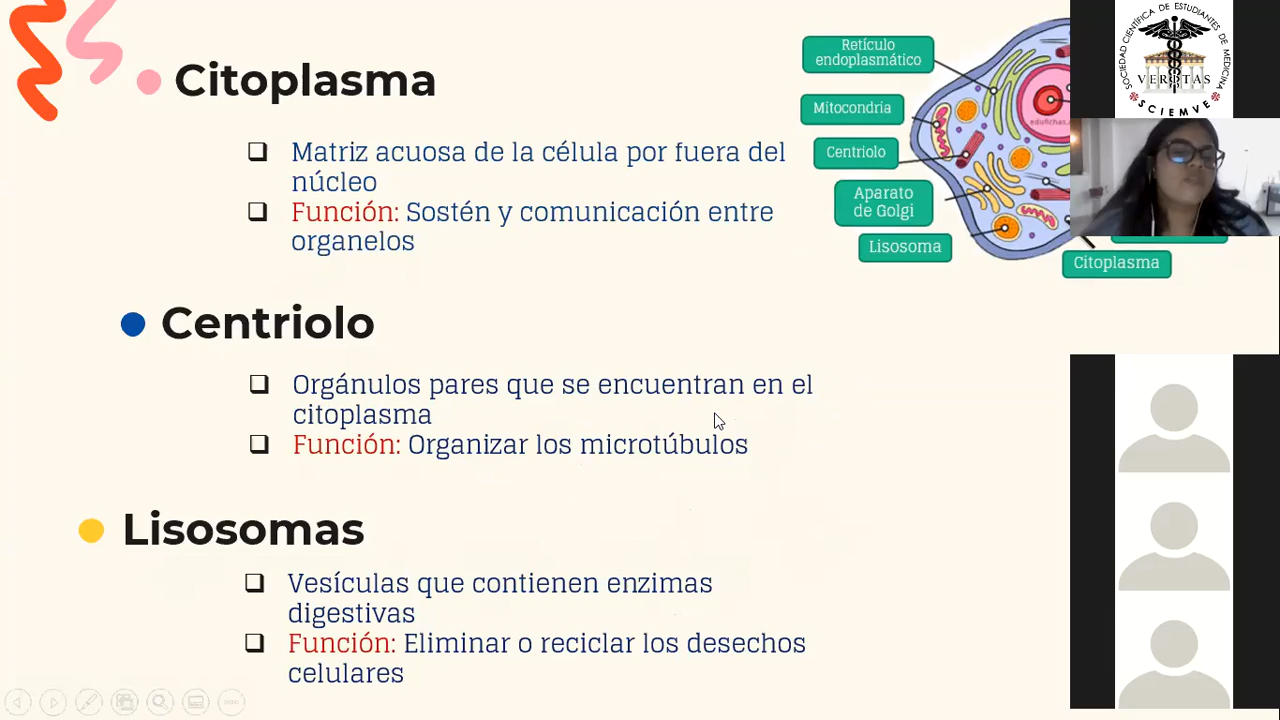 Citoplasma
Matriz acuosa de la célula por fuera del
núcleo
Función: Sostén y comunicación entre
organelos
Centriolo
Orgánulos pares que se encuentran en el
citoplasma
Función: Organizar los microtúbulos
Lisosomas
Vesículas que contienen enzimas
digestivas
Función: Eliminar o reciclar los desechos
celulares
Retículo
endoplasmático
Mitocondria
Centriolo
Aparato
de Golgi
Lisosoma
Citoplasma
SOCIEDAD CIENTÍFICA DE ESTUDIANTES DE MEDICINA
VERITAS
SCIEMVE